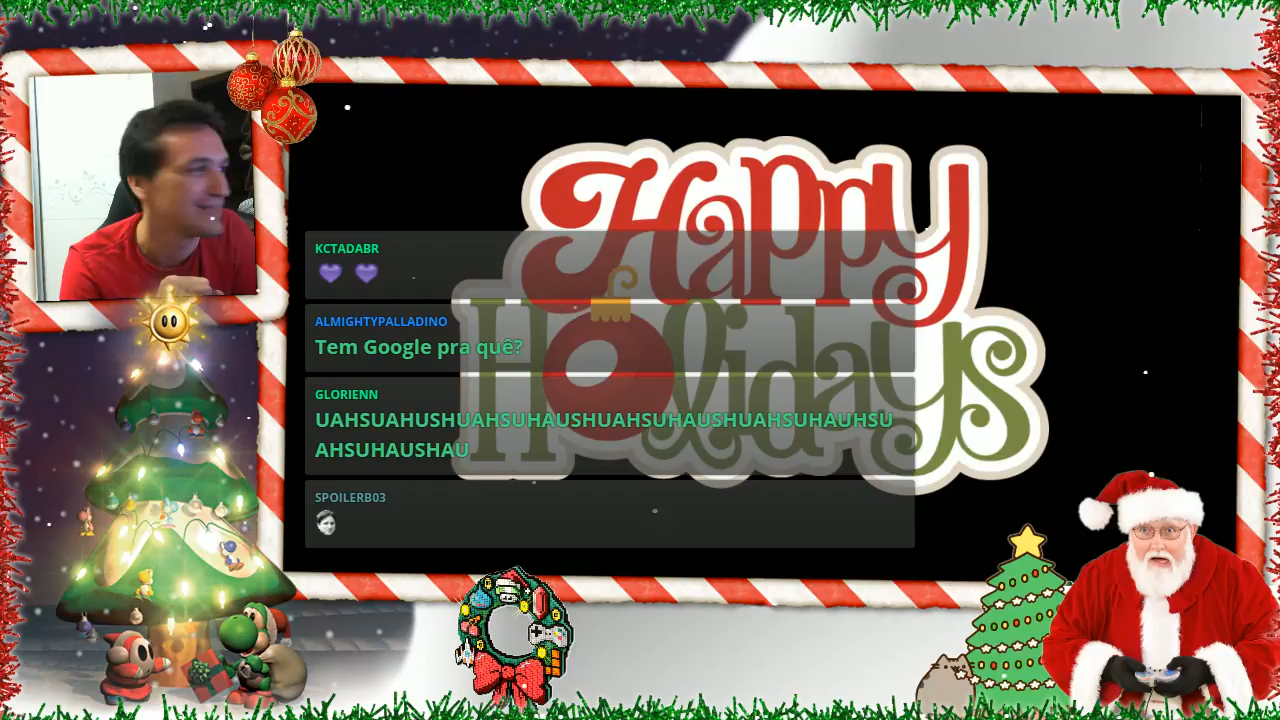 Happy
Holidays
KCTADABR
ALMIGHTYPALLADINO
Tem Google pra quê?
GLORIENN
UAHSUAHUSHUAHSUHAUSHUAHSUHAUSHUAHSUHAUHSU
AHSUHAUSHAU
SPOILERB03